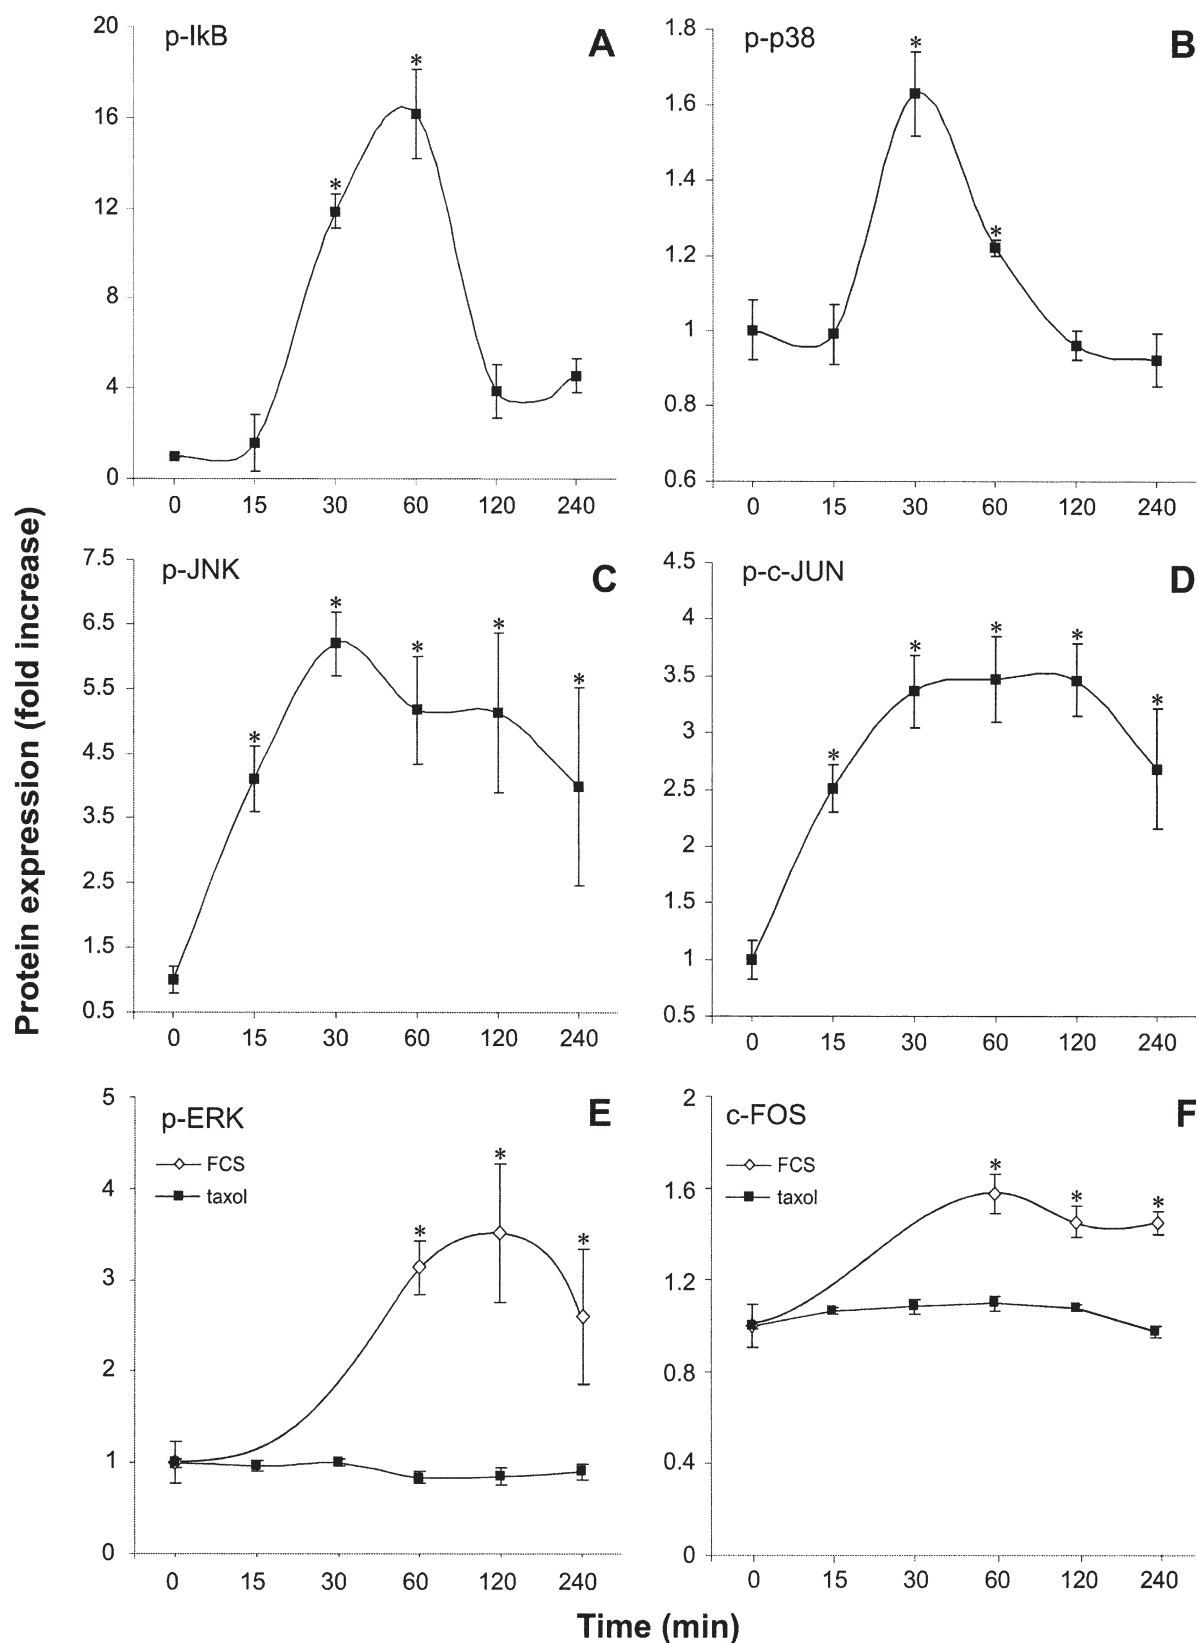 p-IkB A
20
16
12
8
4
0
0 15 30 60 120 240
* *
p-p38 B
1.8
1.6
1.4
1.2
1
0.8
0.6
0 15 30 60 120 240
* *
Protein expression (fold increase)
p-JNK C
7.5
6.5
5.5
4.5
3.5
2.5
1.5
0.5
0 15 30 60 120 240
* * * * *
p-c-JUN D
4.5
4
3.5
3
2.5
2
1.5
1
0.5
0 15 30 60 120 240
* * * * *
p-ERK E
FCS
taxol
5
4
3
2
1
0
0 15 30 60 120 240
* * *
c-FOS F
FCS
taxol
2
1.6
1.2
0.8
0.4
0
0 15 30 60 120 240
* * *
Time (min)